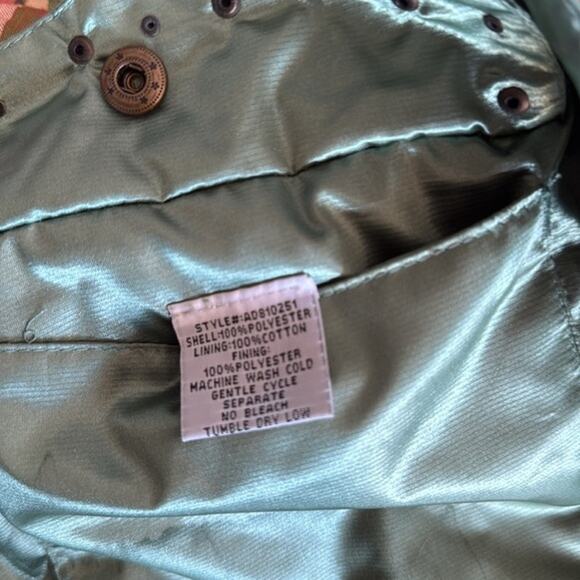 STYLE#:AD810251
SHELL:100%POLYESTER
LINING:100%COTTON
FINING:
100%POLYESTER
MACHINE WASH COLD
GENTLE CYCLE
SEPARATE
NO BLEACH
TUMBLE DRY LOW